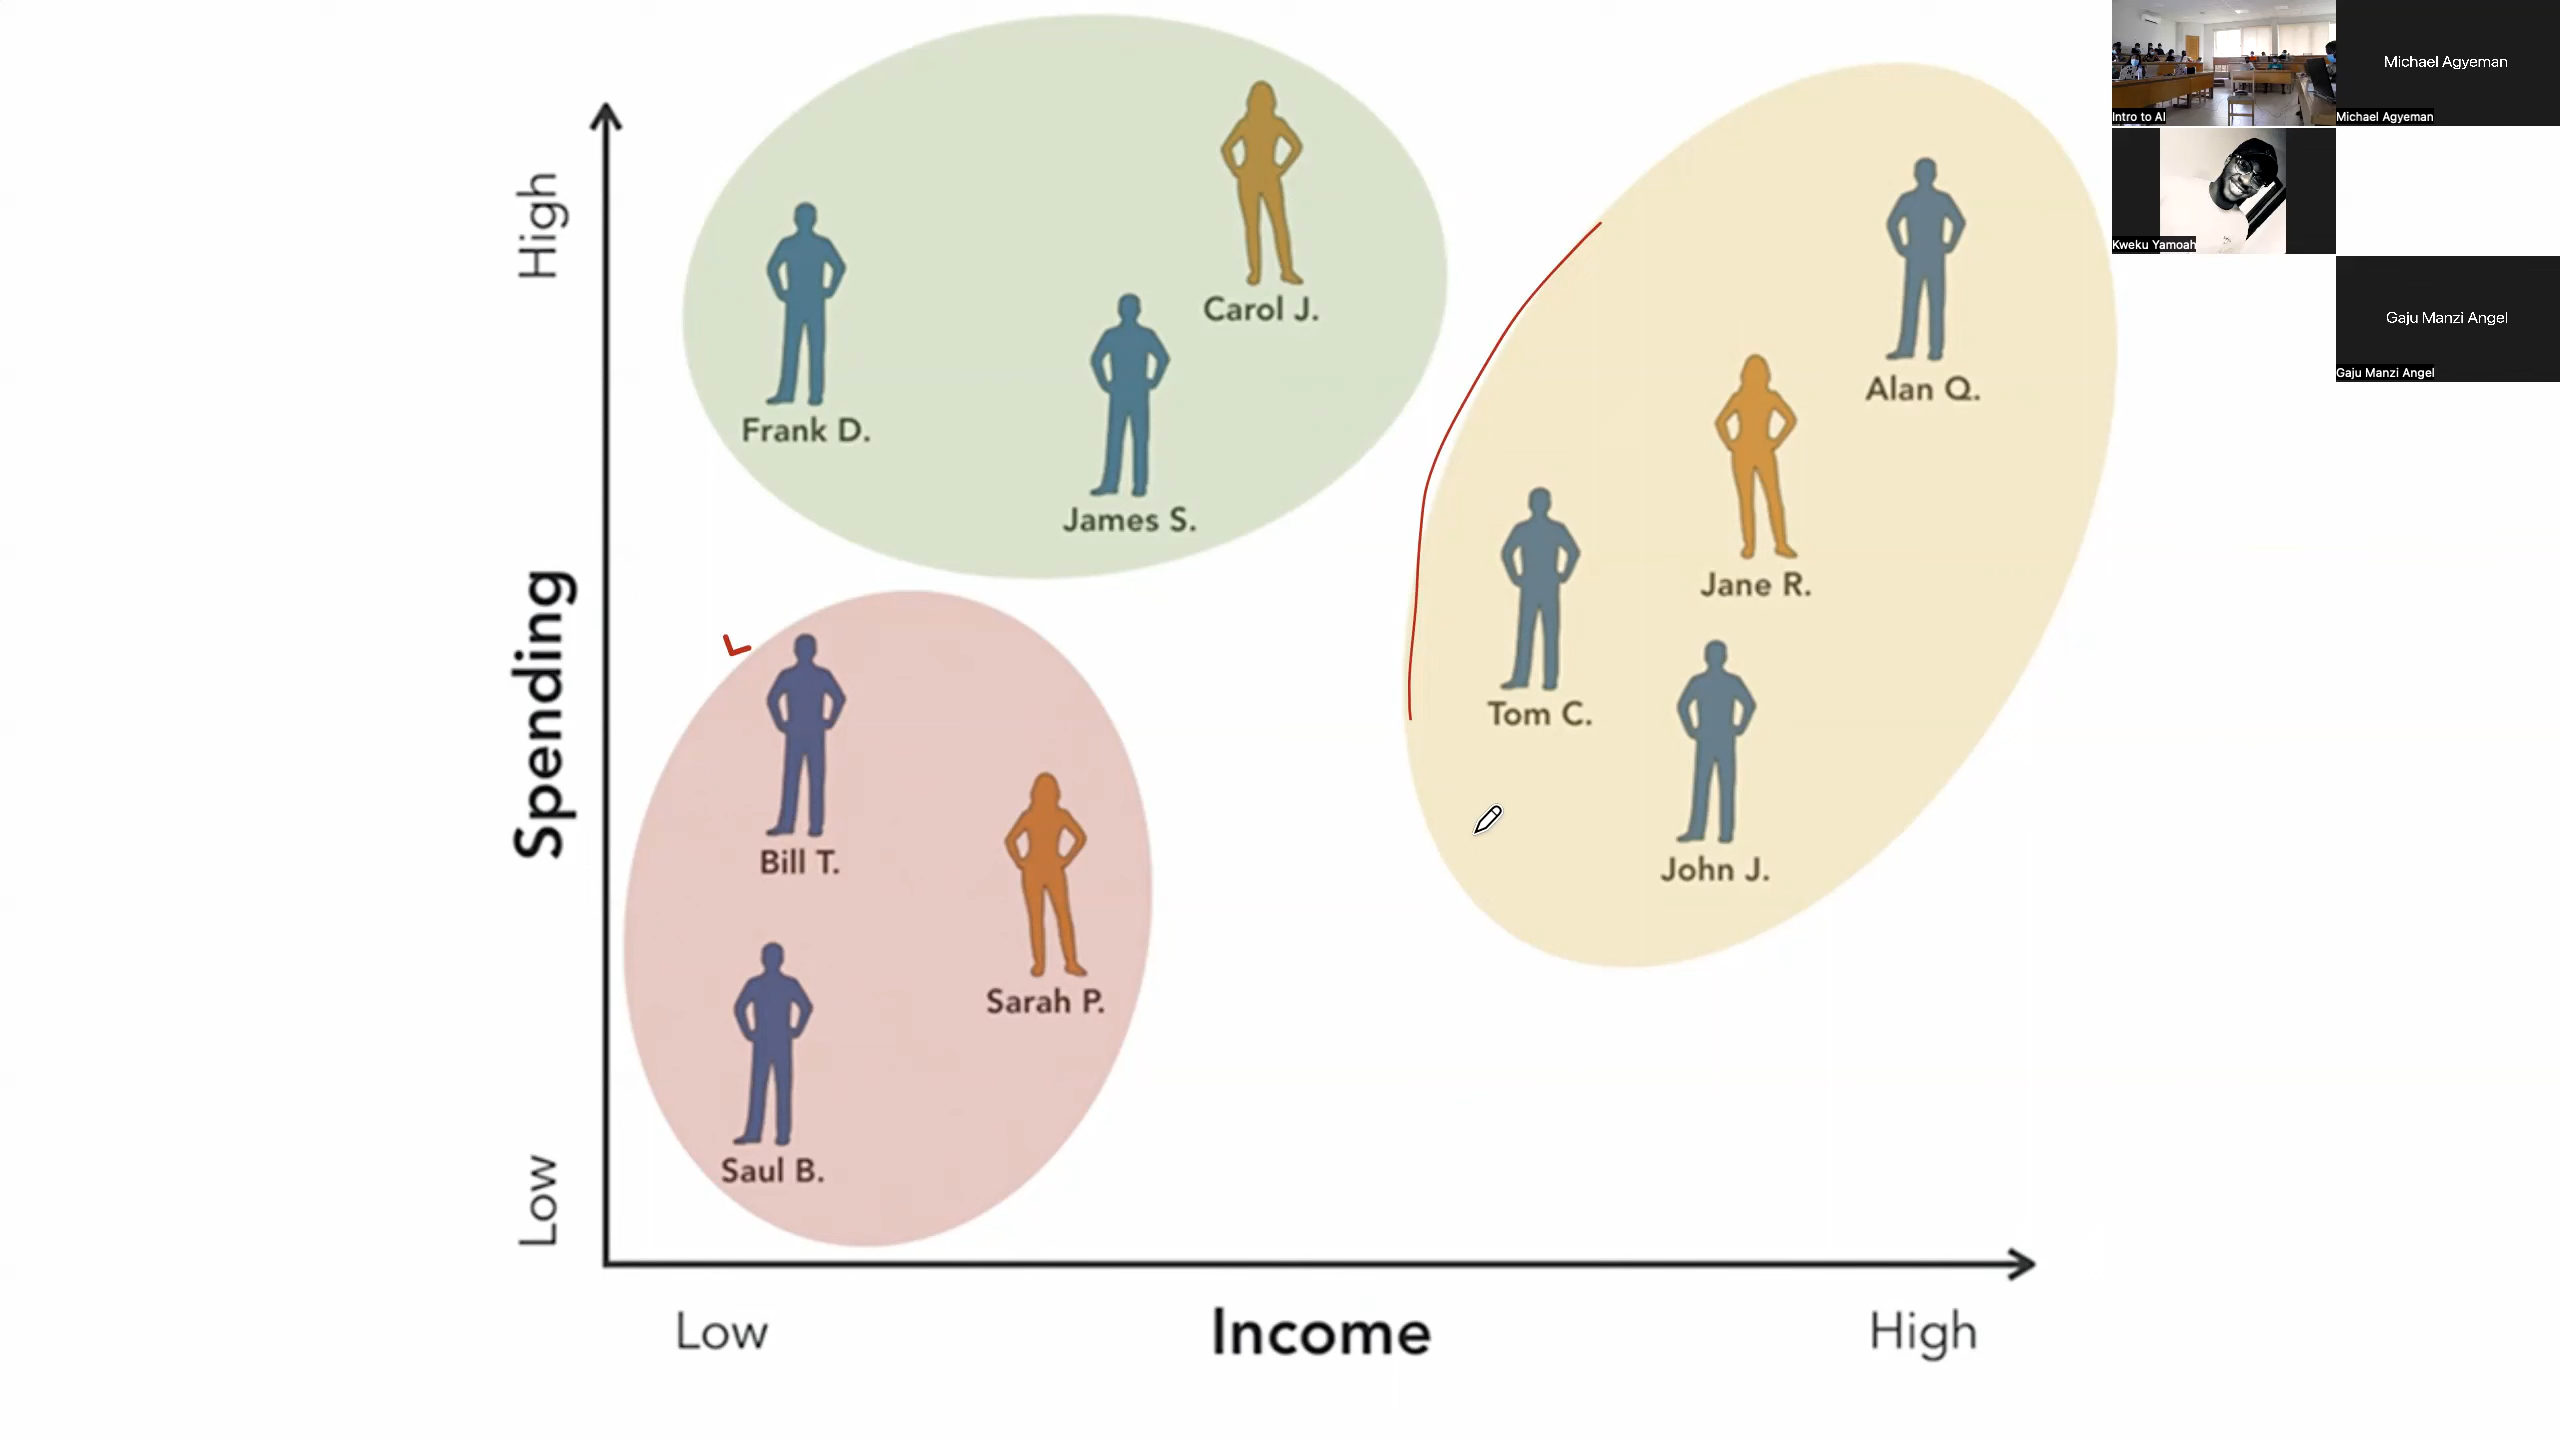 High
Spending
Low
Low
Income
High
Frank D.
Carol J.
James S.
Alan Q.
Jane R.
Tom C.
John J.
Bill T.
Sarah P.
Saul B.
Intro to AI
Michael Agyeman
Michael Agyeman
Kweku Yamoah
Gaju Manzi Angel
Gaju Manzi Angel